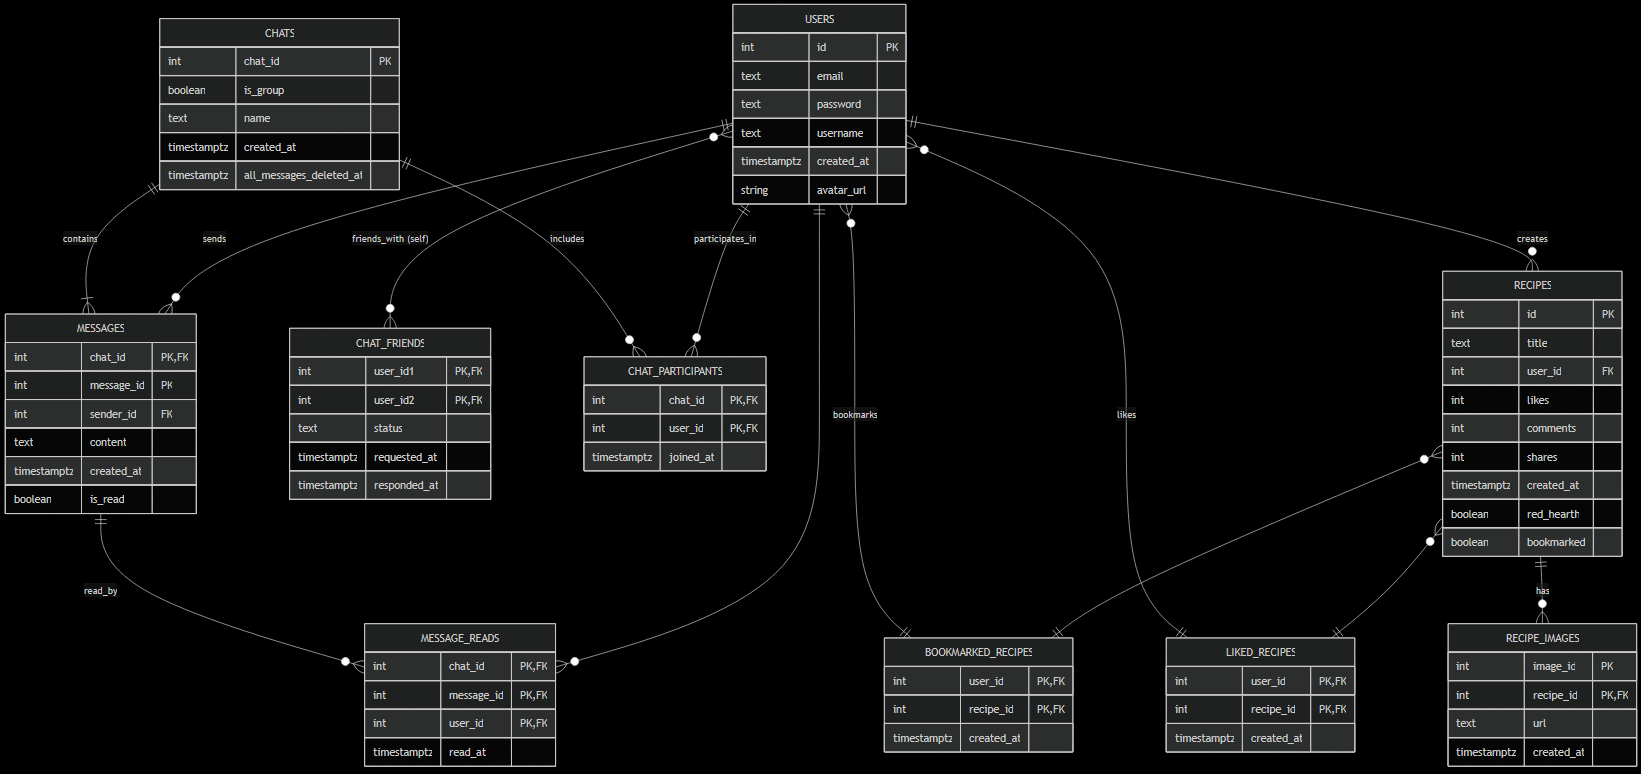 CHATS
int chat_id PK
boolean is_group
text name
timestamptz created_at
timestamptz all_messages_deleted_at
USERS
int id PK
text email
text password
text username
timestamptz created_at
string avatar_url
contains
sends
friends_with (self)
includes
participates_in
creates
MESSAGES
int chat_id PK,FK
int message_id PK
int sender_id FK
text content
timestamptz created_at
boolean is_read
CHAT_FRIENDS
int user_id1 PK,FK
int user_id2 PK,FK
text status
timestamptz requested_at
timestamptz responded_at
CHAT_PARTICIPANTS
int chat_id PK,FK
int user_id PK,FK
timestamptz joined_at
RECIPES
int id PK
text title
int user_id FK
int likes
int comments
int shares
timestamptz created_at
boolean red_hearth
boolean bookmarked
bookmarks
likes
read_by
has
MESSAGE_READS
int chat_id PK,FK
int message_id PK,FK
int user_id PK,FK
timestamptz read_at
BOOKMARKED_RECIPES
int user_id PK,FK
int recipe_id PK,FK
timestamptz created_at
LIKED_RECIPES
int user_id PK,FK
int recipe_id PK,FK
timestamptz created_at
RECIPE_IMAGES
int image_id PK
int recipe_id PK,FK
text url
timestamptz created_at